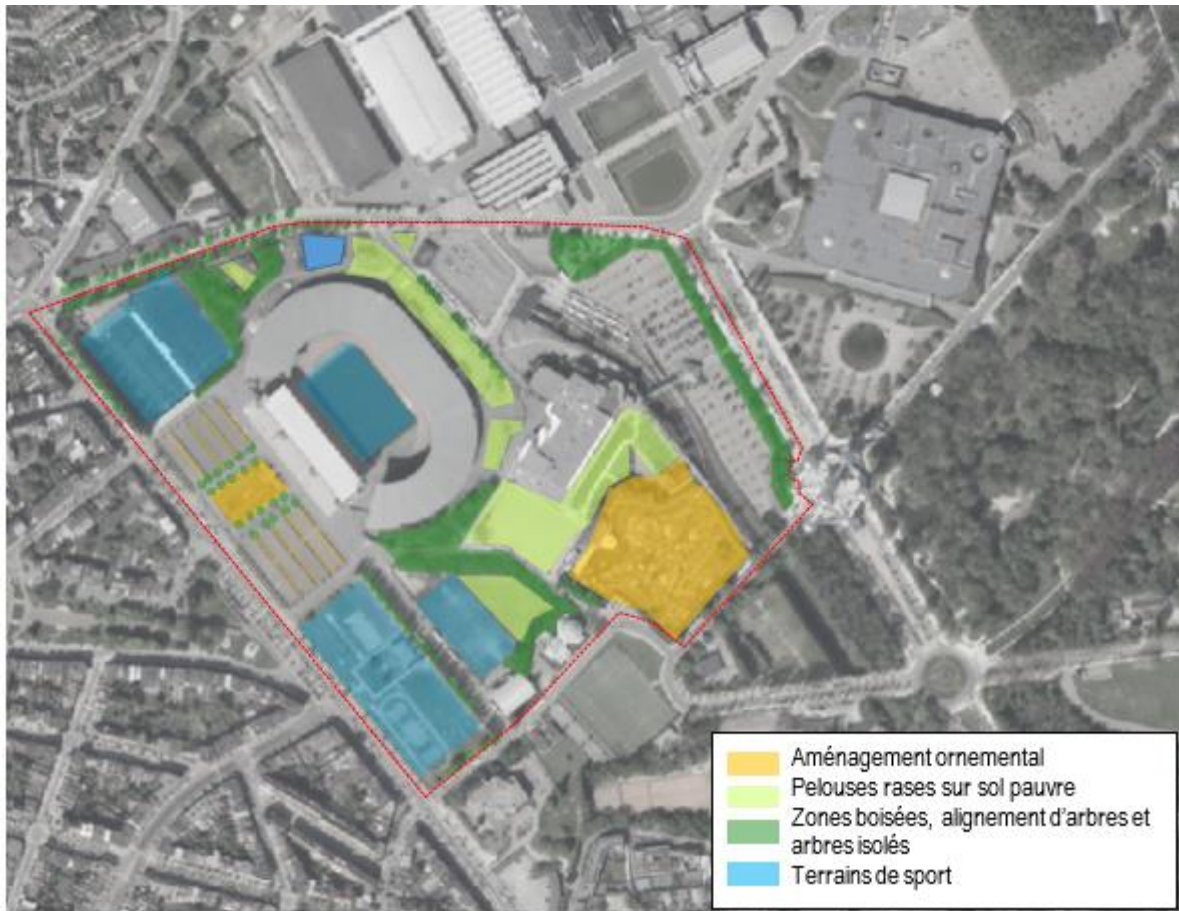 Aménagement ornemental
Pelouses rases sur sol pauvre
Zones boisées, alignement d'arbres et
arbres isolés
Terrains de sport